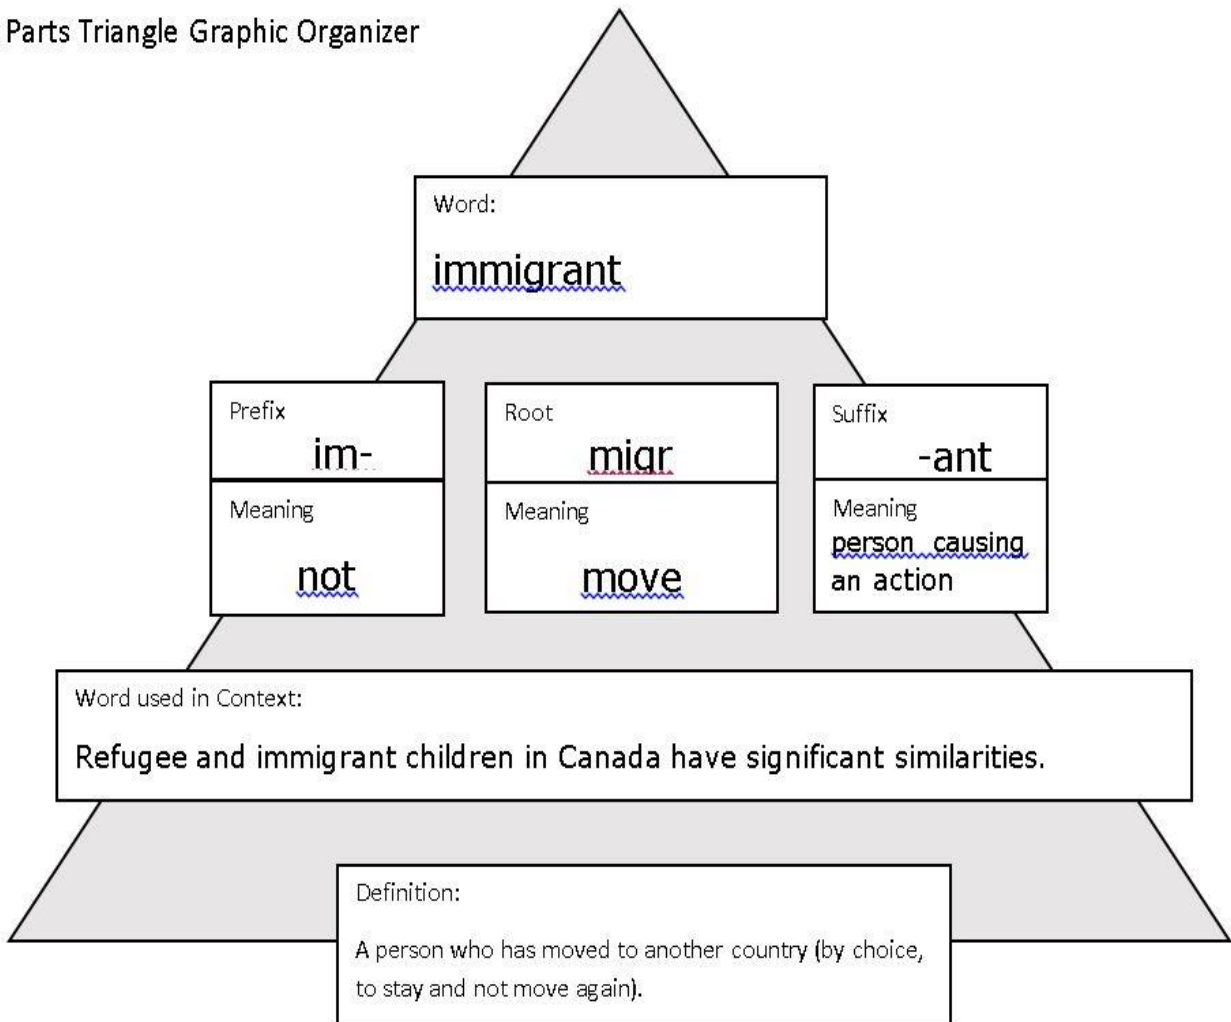 Parts Triangle Graphic Organizer
Word:
immigrant
Prefix
im-
Meaning
not
Root
migr
Meaning
move
Suffix
-ant
Meaning
person causing
an action
Word used in Context:
Refugee and immigrant children in Canada have significant similarities.
Definition:
A person who has moved to another country (by choice,
to stay and not move again).